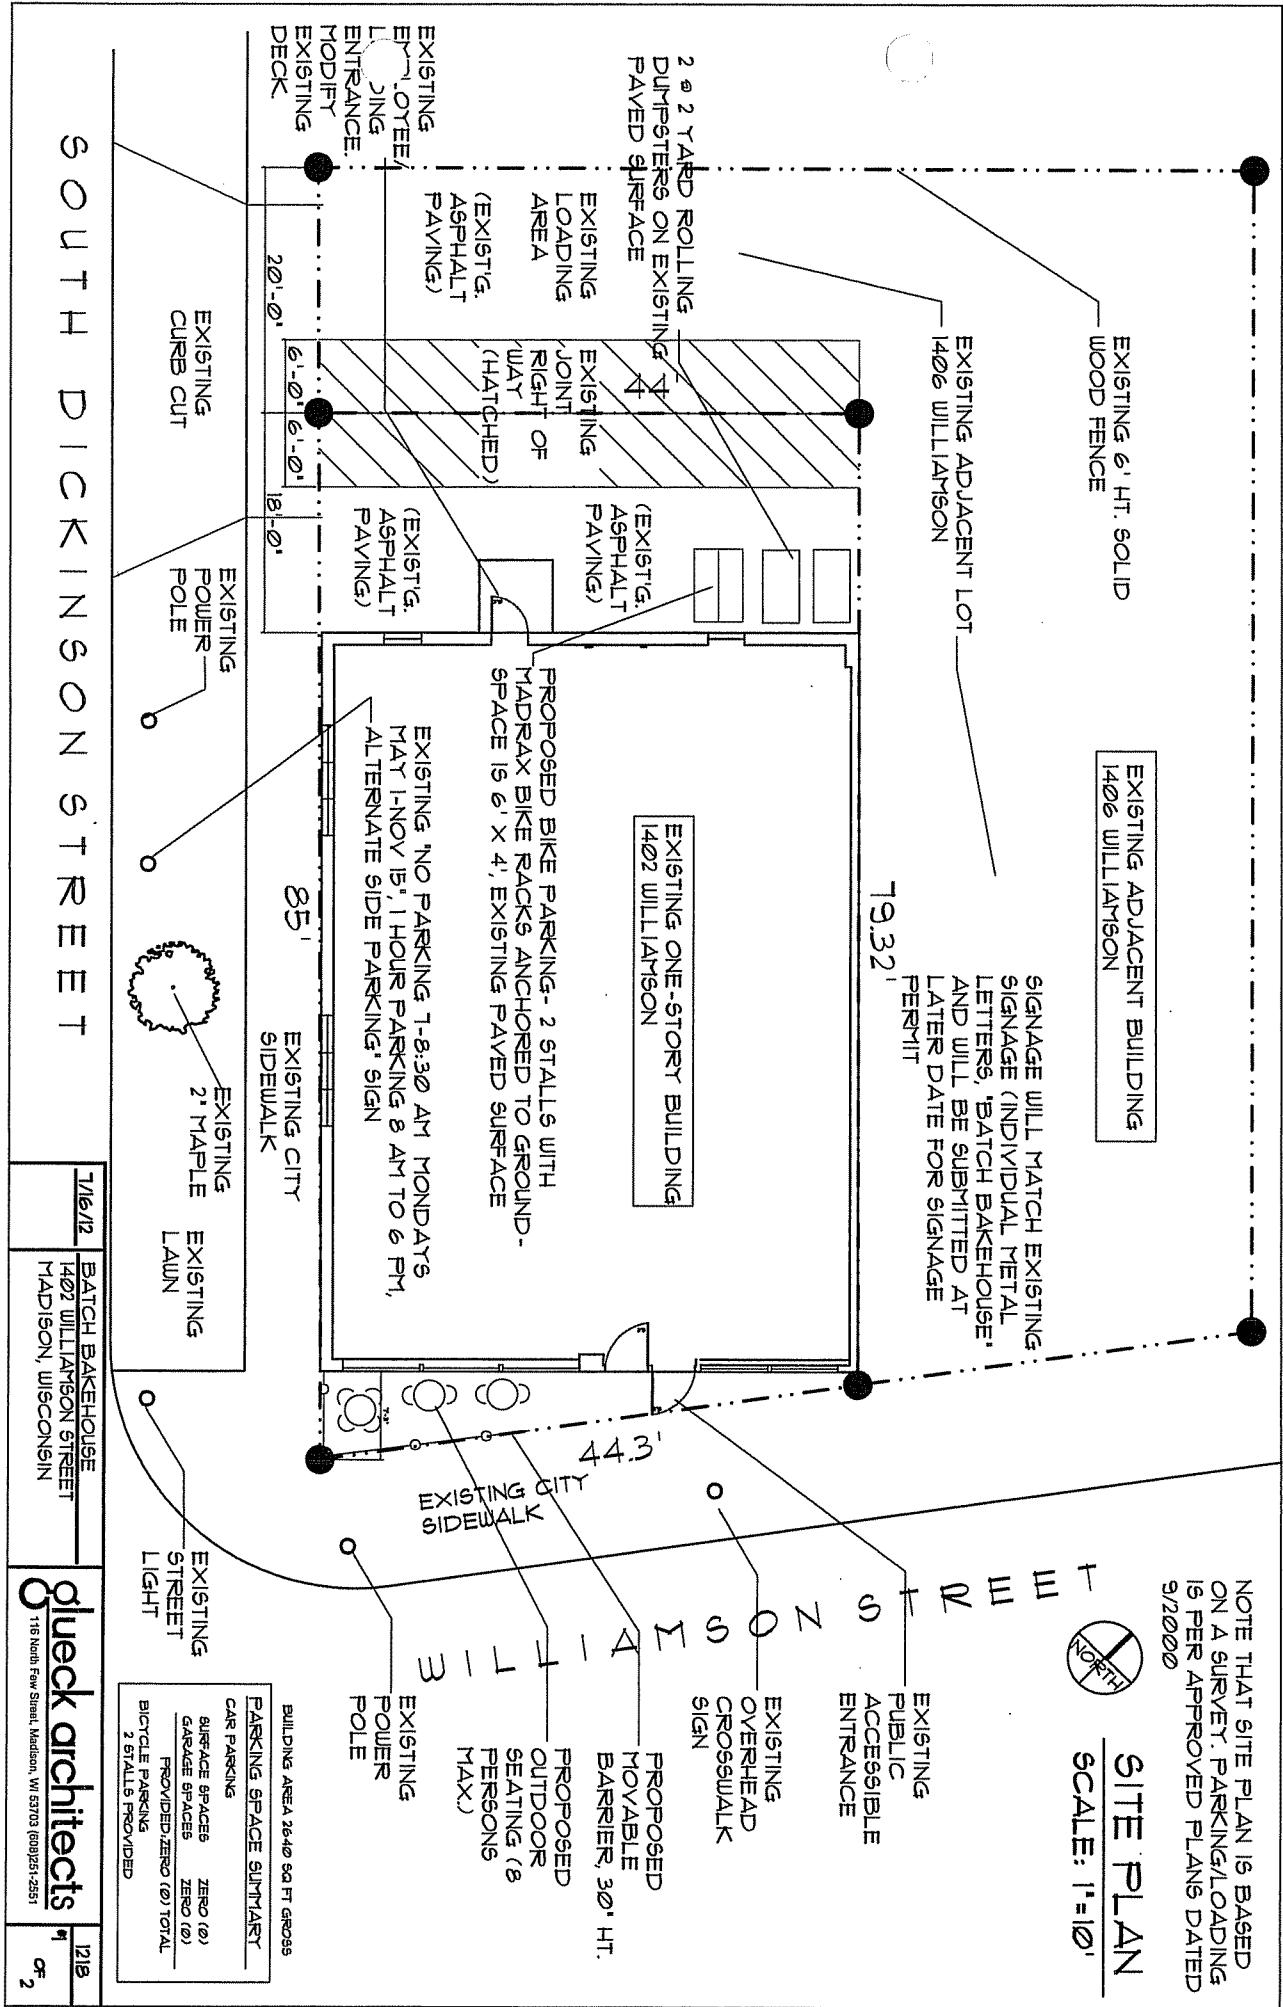 NOTE THAT SITE PLAN IS BASED
ON A SURVEY. PARKING/LOADING
IS PER APPROVED PLANS DATED
9/2000
NORTH
SITE PLAN
SCALE: 1"=10'
EXISTING 6' HT. SOLID
WOOD FENCE
EXISTING ADJACENT LOT
1406 WILLIAMSON
EXISTING ADJACENT BUILDING
1406 WILLIAMSON
2 @ 2 YARD ROLLING
DUMPSTERS ON EXISTING
PAVED SURFACE
SIGNAGE WILL MATCH EXISTING
SIGNAGE (INDIVIDUAL METAL
LETTERS, "BATCH BAKEHOUSE"
AND WILL BE SUBMITTED AT
LATER DATE FOR SIGNAGE
PERMIT
79.32'
EXISTING
LOADING
AREA
(EXIST'G.
ASPHALT
PAVING)
44'
EXISTING
JOINT
RIGHT OF
WAY
(HATCHED)
(EXIST'G.
ASPHALT
PAVING)
(EXIST'G.
ASPHALT
PAVING)
EXISTING ONE-STORY BUILDING
1402 WILLIAMSON
PROPOSED BIKE PARKING- 2 STALLS WITH
MADRAX BIKE RACKS ANCHORED TO GROUND-
SPACE IS 6' X 4', EXISTING PAVED SURFACE
EXISTING "NO PARKING 7-8:30 AM MONDAYS
MAY 1-NOV 15", 1 HOUR PARKING 8 AM TO 6 PM,
ALTERNATE SIDE PARKING" SIGN
44.3'
7'-3"
EXISTING CITY
SIDEWALK
WILLIAMSON STREET
EXISTING
PUBLIC
ACCESSIBLE
ENTRANCE
EXISTING
OVERHEAD
CROSSWALK
SIGN
PROPOSED
MOVABLE
BARRIER, 30" HT.
PROPOSED
OUTDOOR
SEATING (8
PERSONS
MAX.)
EXISTING
POWER
POLE
EXISTING
ENTRANCE.
MODIFY
EXISTING
DECK.
20'-0"
6'-0"
6'-0"
18'-0"
85'
EXISTING CITY
SIDEWALK
EXISTING
CURB CUT
EXISTING
POWER
POLE
EXISTING
2" MAPLE
EXISTING
LAWN
EXISTING
STREET
LIGHT
SOUTH DICKINSON STREET
BUILDING AREA 2640 SQ FT GROSS
PARKING SPACE SUMMARY
CAR PARKING
SURFACE SPACES ZERO (0)
GARAGE SPACES ZERO (0)
PROVIDED:ZERO (0) TOTAL
BICYCLE PARKING
2 STALLS PROVIDED
7/16/12
BATCH BAKEHOUSE
1402 WILLIAMSON STREET
MADISON, WISCONSIN
glueck architects
116 North Few Street, Madison, WI 53703 (608)251-2551
1218
#1
OF 2